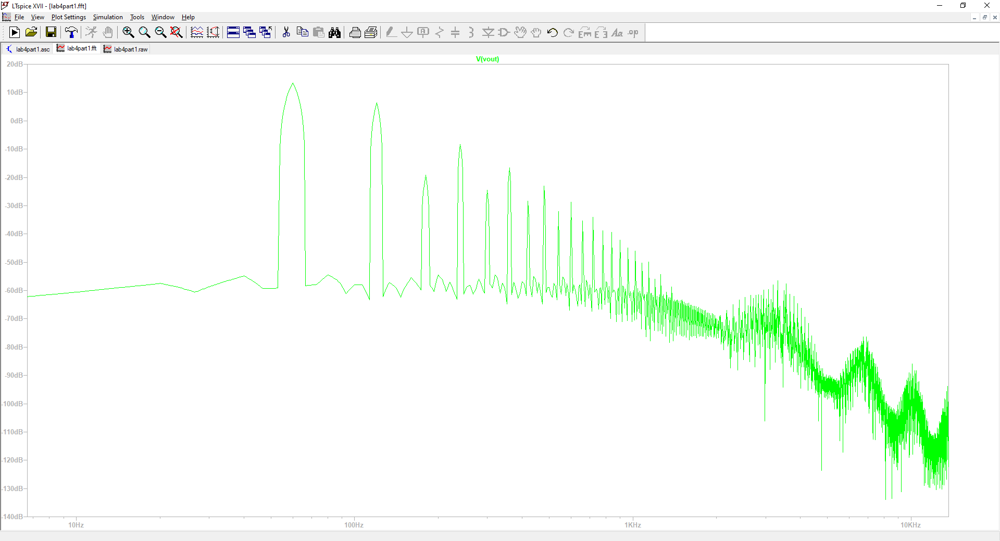 LTspice XVII - [lab4part1.fft]
File View Plot Settings Simulation Tools Window Help
A Aa .op
lab4part1.asc lab4part1.fft lab4part1.raw
V(vout)
20dB
10dB
0dB
-10dB
-20dB
-30dB
-40dB
-50dB
-60dB
-70dB
-80dB
-90dB
-100dB
-110dB
-120dB
-130dB
-140dB
10Hz 100Hz 1KHz 10KHz